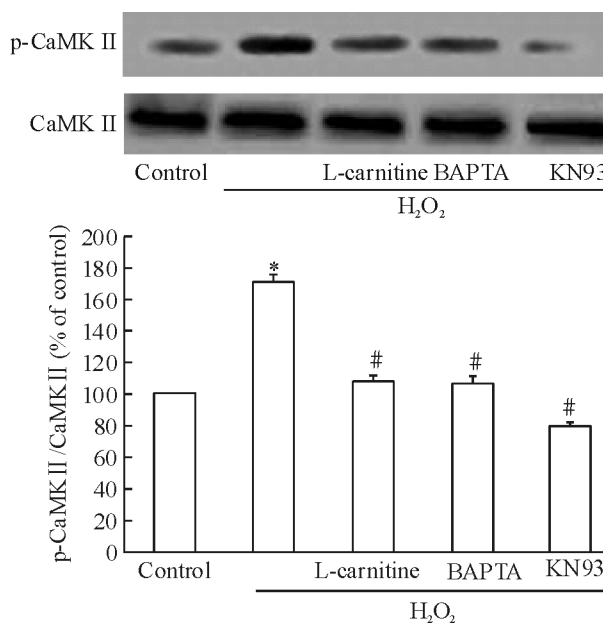 p-CaMK II
CaMK II
Control L-carnitine BAPTA KN93
H₂O₂
p-CaMK II /CaMK II (% of control)
200
180
160
140
120
100
80
60
40
20
0
*
#
#
#
Control L-carnitine BAPTA KN93
H₂O₂